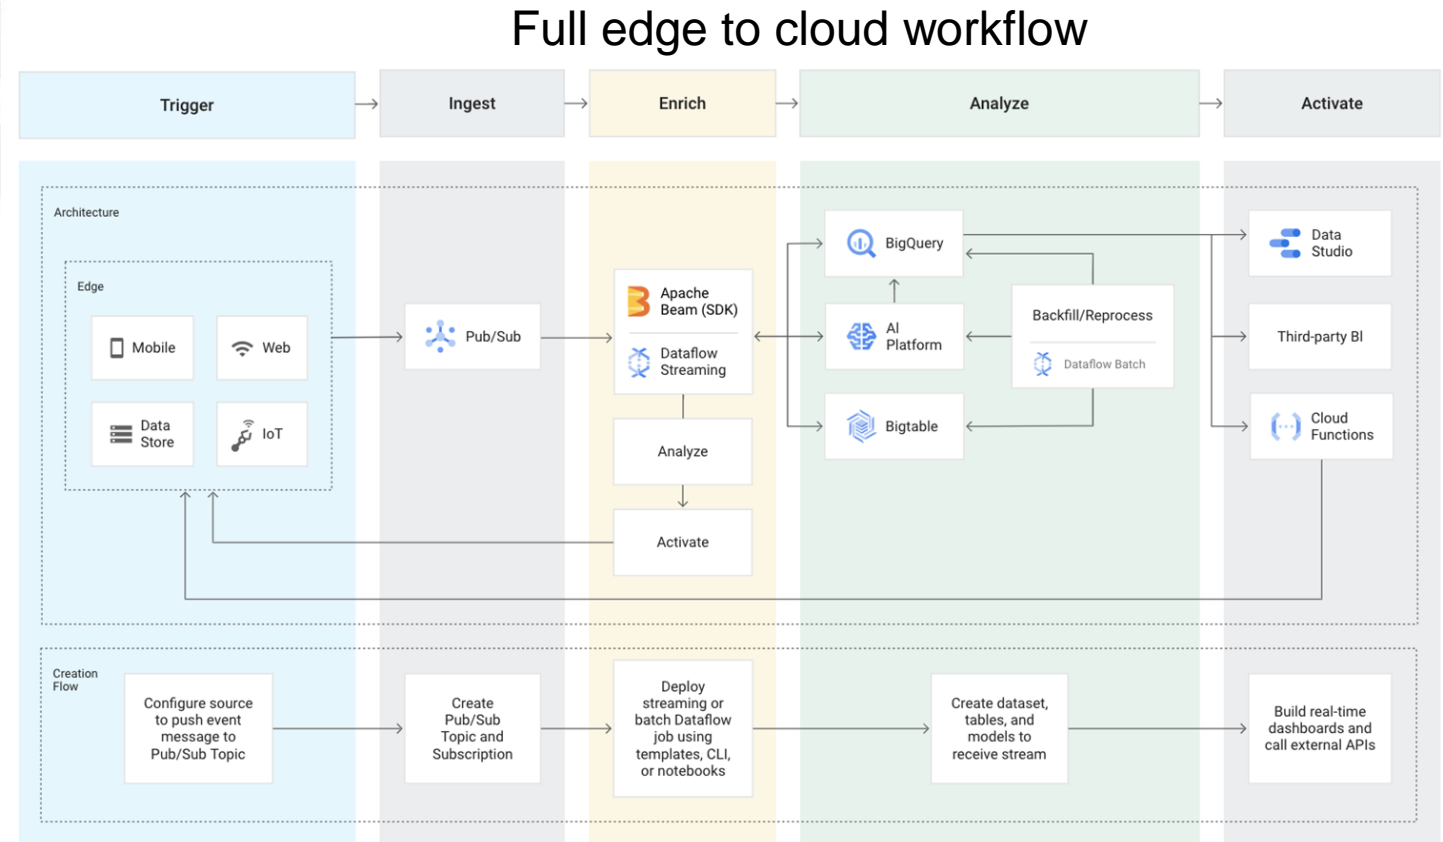 Full edge to cloud workflow
Trigger
Ingest
Enrich
Analyze
Activate
Architecture
Edge
Mobile
Web
Data
Store
IoT
Pub/Sub
Apache
Beam (SDK)
Dataflow
Streaming
Analyze
Activate
BigQuery
AI
Platform
Bigtable
Backfill/Reprocess
Dataflow Batch
Data
Studio
Third-party BI
Cloud
Functions
Creation
Flow
Configure source
to push event
message to
Pub/Sub Topic
Create
Pub/Sub
Topic and
Subscription
Deploy
streaming or
batch Dataflow
job using
templates, CLI,
or notebooks
Create dataset,
tables, and
models to
receive stream
Build real-time
dashboards and
call external APIs